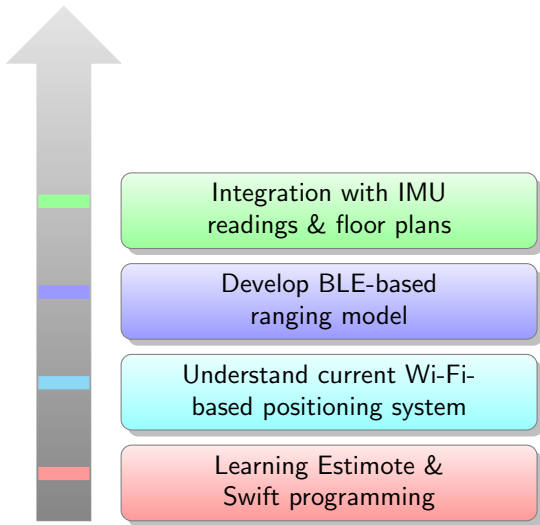 Integration with IMU
readings & floor plans
Develop BLE-based
ranging model
Understand current Wi-Fi-
based positioning system
Learning Estimote &
Swift programming